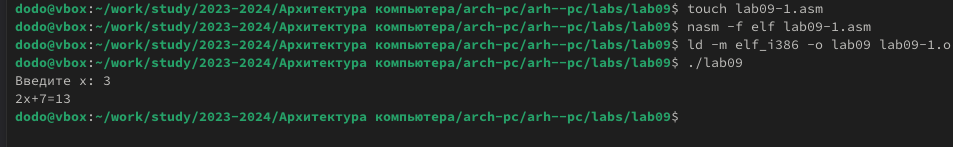 dodo@vbox:~/work/study/2023-2024/Архитектура компьютера/arch-pc/arh--pc/labs/lab09$ touch lab09-1.asm
dodo@vbox:~/work/study/2023-2024/Архитектура компьютера/arch-pc/arh--pc/labs/lab09$ nasm -f elf lab09-1.asm
dodo@vbox:~/work/study/2023-2024/Архитектура компьютера/arch-pc/arh--pc/labs/lab09$ ld -m elf_i386 -o lab09 lab09-1.o
dodo@vbox:~/work/study/2023-2024/Архитектура компьютера/arch-pc/arh--pc/labs/lab09$ ./lab09
Введите x: 3
2x+7=13
dodo@vbox:~/work/study/2023-2024/Архитектура компьютера/arch-pc/arh--pc/labs/lab09$